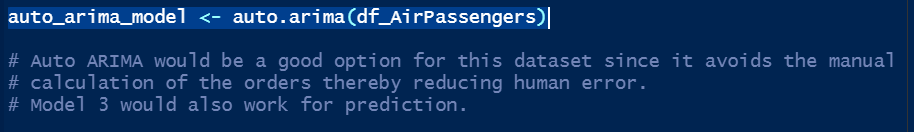 auto_arima_model <- auto.arima(df_AirPassengers)
# Auto ARIMA would be a good option for this dataset since it avoids the manual
# calculation of the orders thereby reducing human error.
# Model 3 would also work for prediction.